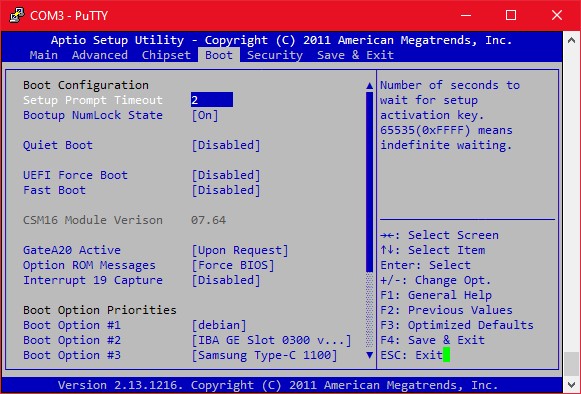 COM3 - PuTTY
Aptio Setup Utility - Copyright (C) 2011 American Megatrends, Inc.
Main Advanced Chipset Boot Security Save & Exit
Boot Configuration
Setup Prompt Timeout 2
Bootup NumLock State [On]
Quiet Boot [Disabled]
UEFI Force Boot [Disabled]
Fast Boot [Disabled]
CSM16 Module Verison 07.64
GateA20 Active [Upon Request]
Option ROM Messages [Force BIOS]
Interrupt 19 Capture [Disabled]
Boot Option Priorities
Boot Option #1 [debian]
Boot Option #2 [IBA GE Slot 0300 v...]
Boot Option #3 [Samsung Type-C 1100]
Number of seconds to
wait for setup
activation key.
65535(0xFFFF) means
indefinite waiting.
→←: Select Screen
↑↓: Select Item
Enter: Select
+/-: Change Opt.
F1: General Help
F2: Previous Values
F3: Optimized Defaults
F4: Save & Exit
ESC: Exit
Version 2.13.1216. Copyright (C) 2011 American Megatrends, Inc.